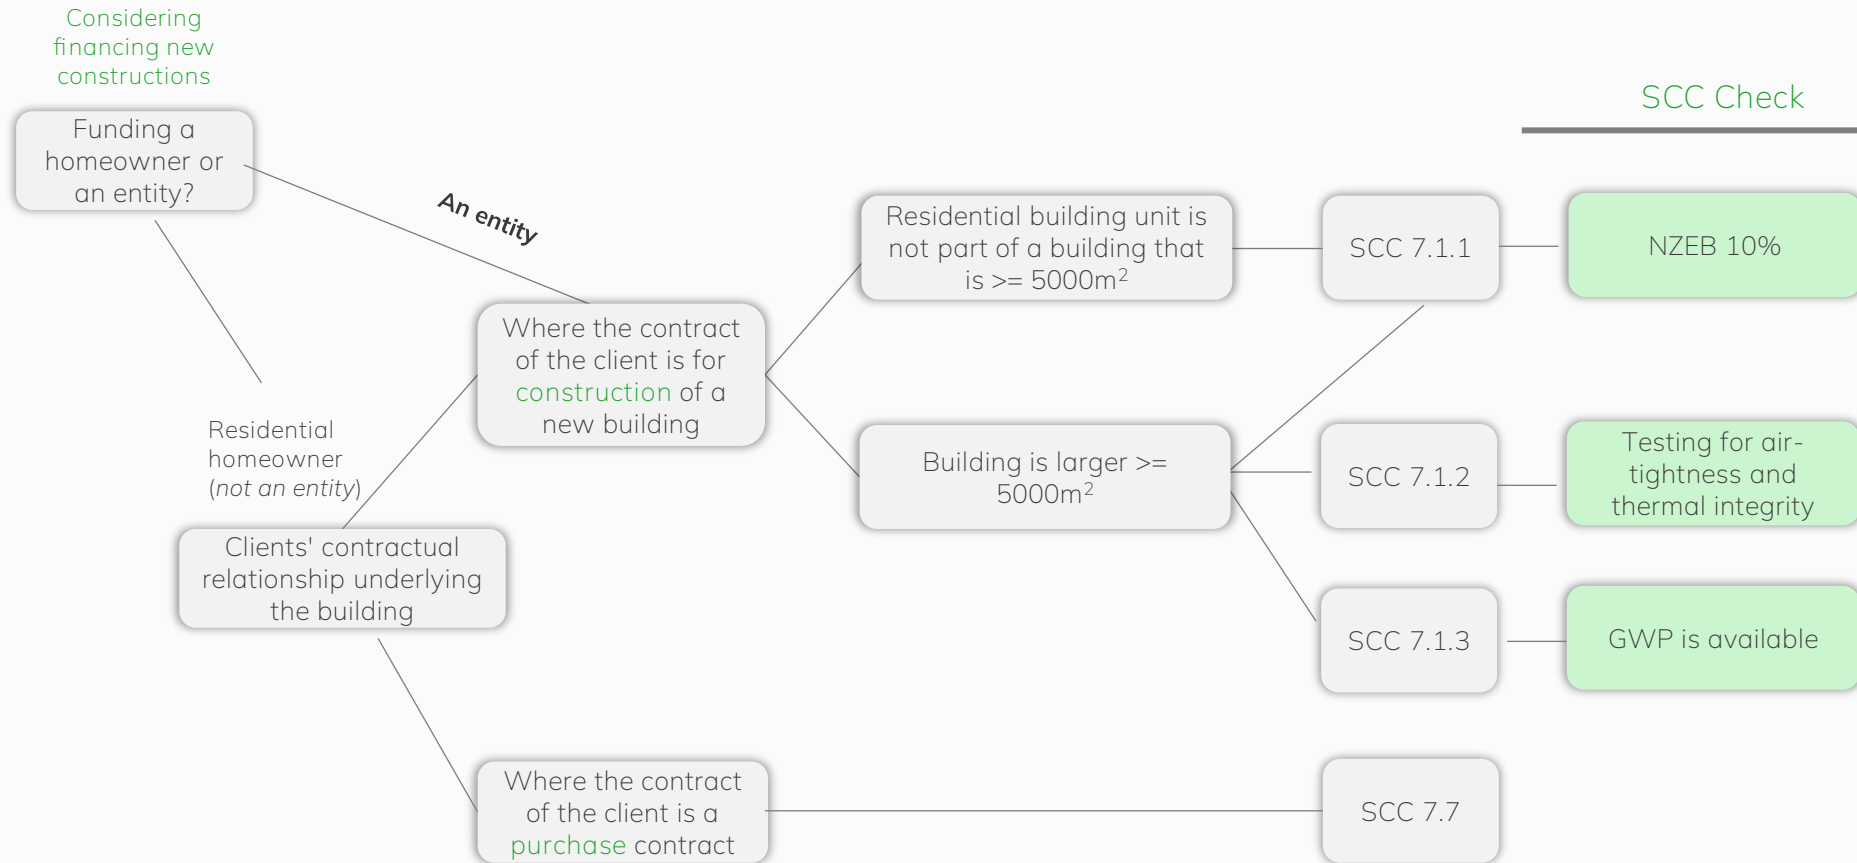 Considering
financing new
constructions
SCC Check
Funding a
homeowner or
an entity?
An entity
Residential building unit is
not part of a building that
is >= 5000m²
SCC 7.1.1
NZEB 10%
Where the contract
of the client is for
construction of a
new building
Residential
homeowner
(not an entity)
Building is larger >=
5000m²
SCC 7.1.2
Testing for air-
tightness and
thermal integrity
Clients' contractual
relationship underlying
the building
SCC 7.1.3
GWP is available
Where the contract
of the client is a
purchase contract
SCC 7.7